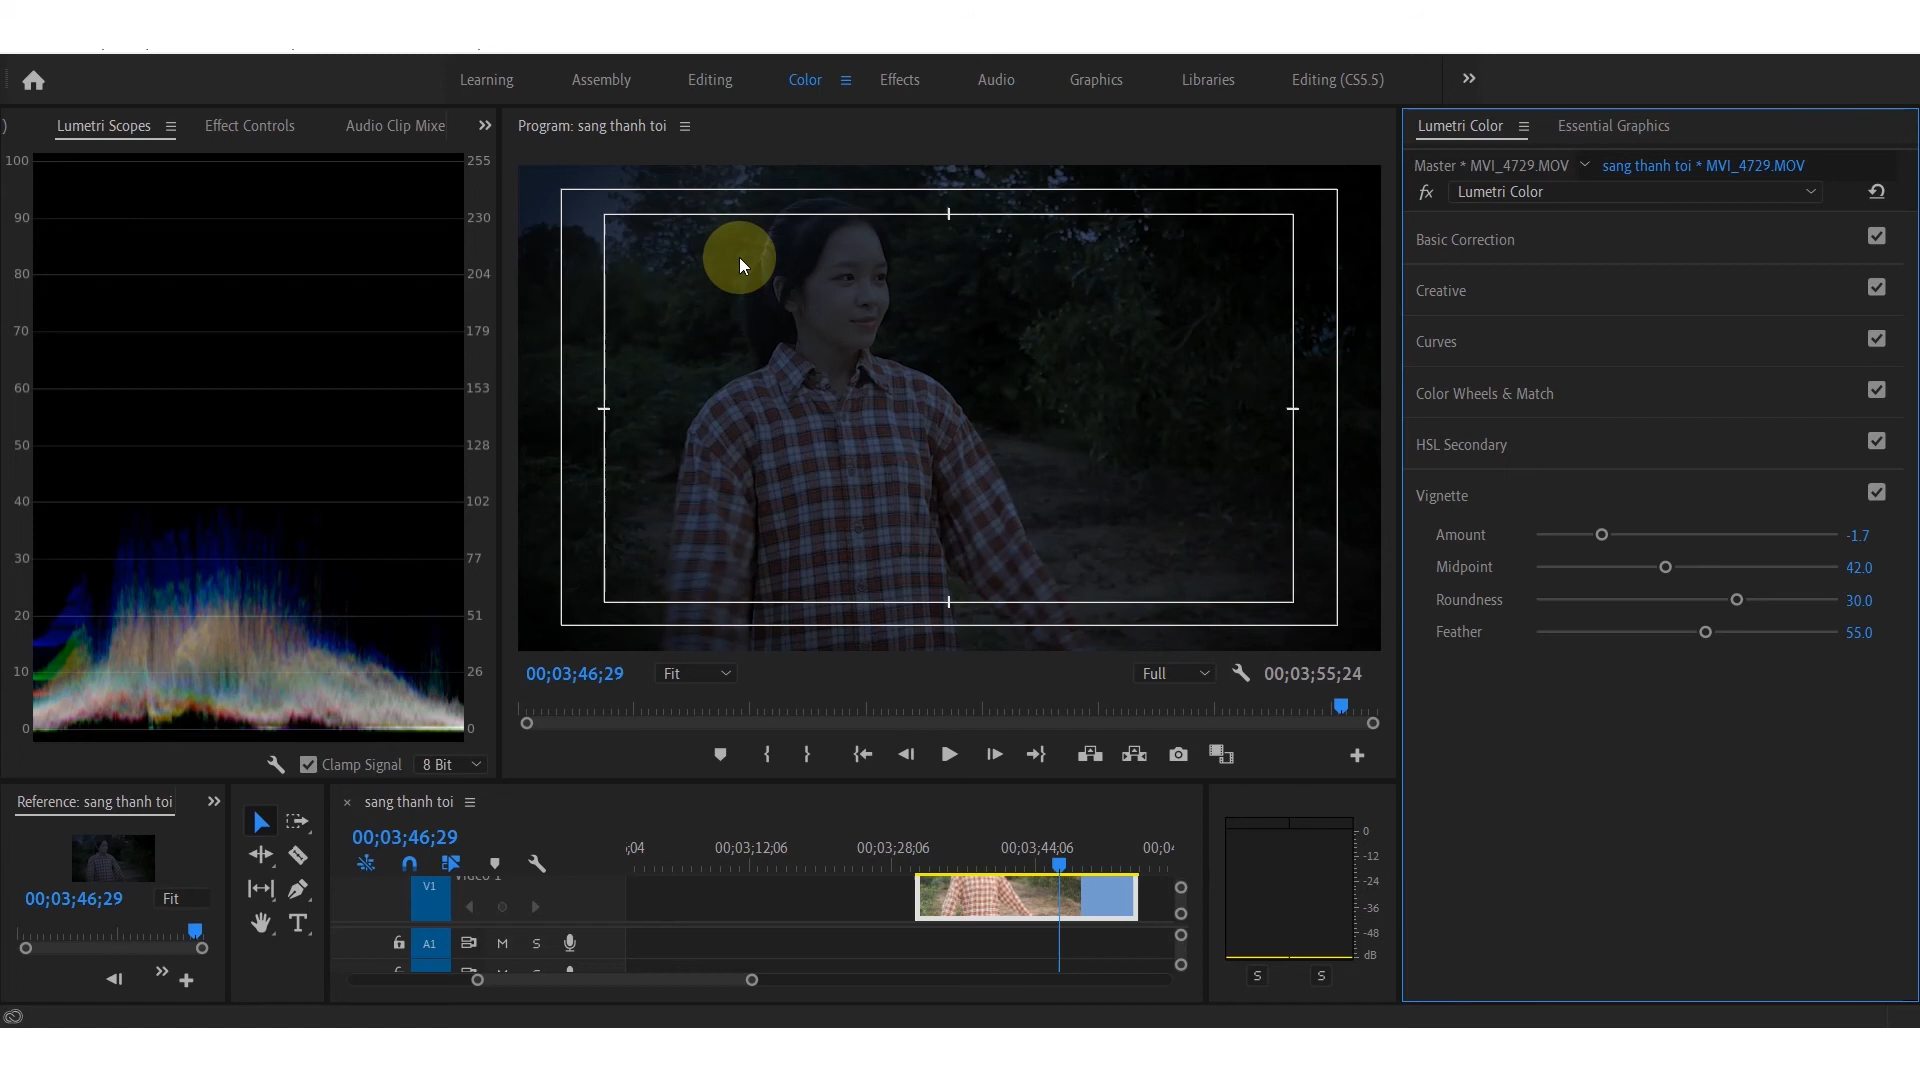 Learning Assembly Editing Color Effects Audio Graphics Libraries Editing (CS5.5)
Lumetri Scopes Effect Controls Audio Clip Mixe
100 255
90 230
80 204
70 179
60 153
50 128
40 102
30 77
20 51
10 26
0 0
Clamp Signal 8 Bit
Program: sang thanh toi
00;03;46;29 Fit Full 00;03;55;24
Lumetri Color Essential Graphics
Master * MVI_4729.MOV sang thanh toi * MVI_4729.MOV
fx Lumetri Color
Basic Correction
Creative
Curves
Color Wheels & Match
HSL Secondary
Vignette
Amount -1.7
Midpoint 42.0
Roundness 30.0
Feather 55.0
Reference: sang thanh toi
00;03;46;29 Fit
× sang thanh toi
00;03;46;29
;04 00;03;12;06 00;03;28;06 00;03;44;06 00;04
V1 Video 1
A1 M S
0
-12
-24
-36
-48
dB
S S